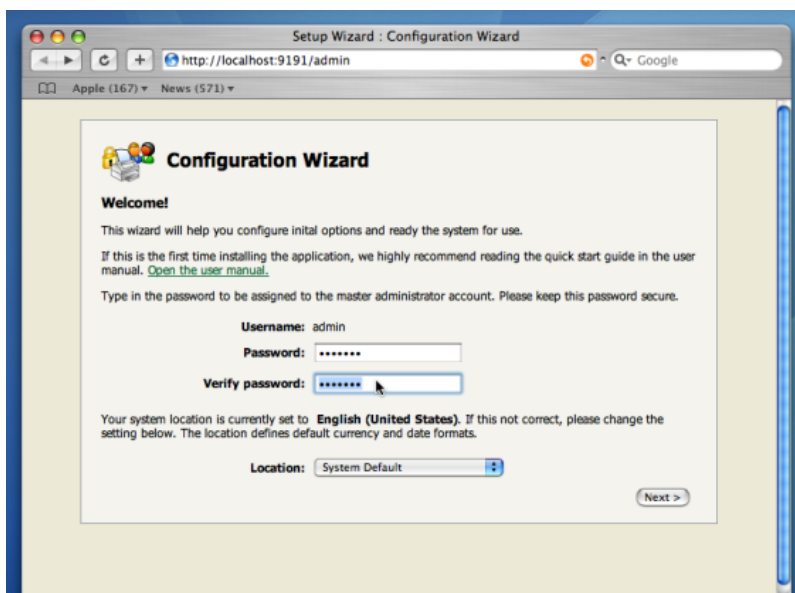 Setup Wizard : Configuration Wizard
http://localhost:9191/admin
Google
Apple (167) News (571)
Configuration Wizard
Welcome!
This wizard will help you configure inital options and ready the system for use.
If this is the first time installing the application, we highly recommend reading the quick start guide in the user
manual. Open the user manual.
Type in the password to be assigned to the master administrator account. Please keep this password secure.
Username: admin
Password: •••••••
Verify password: •••••••
Your system location is currently set to English (United States). If this not correct, please change the
setting below. The location defines default currency and date formats.
Location: System Default
Next >